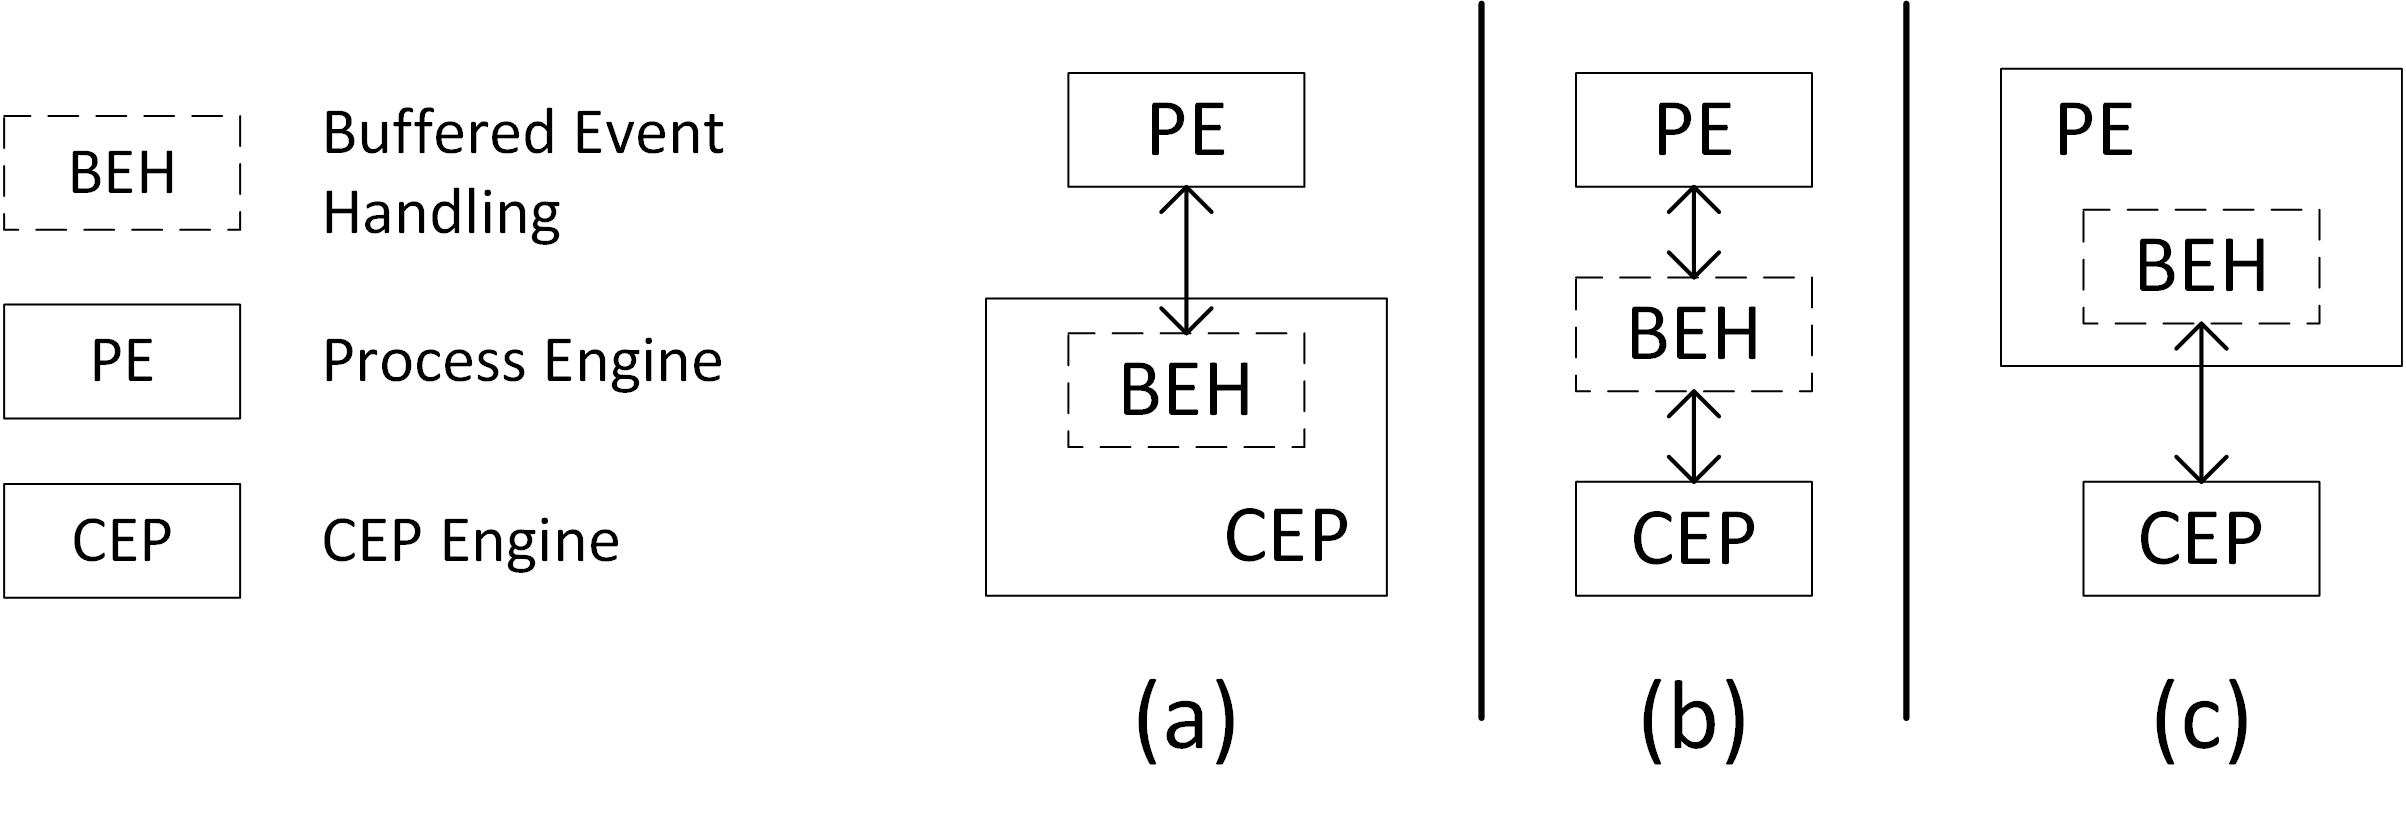 BEH
Buffered Event
Handling
PE
Process Engine
CEP
CEP Engine
PE
BEH
CEP
(a)
PE
BEH
CEP
(b)
PE
BEH
CEP
(c)